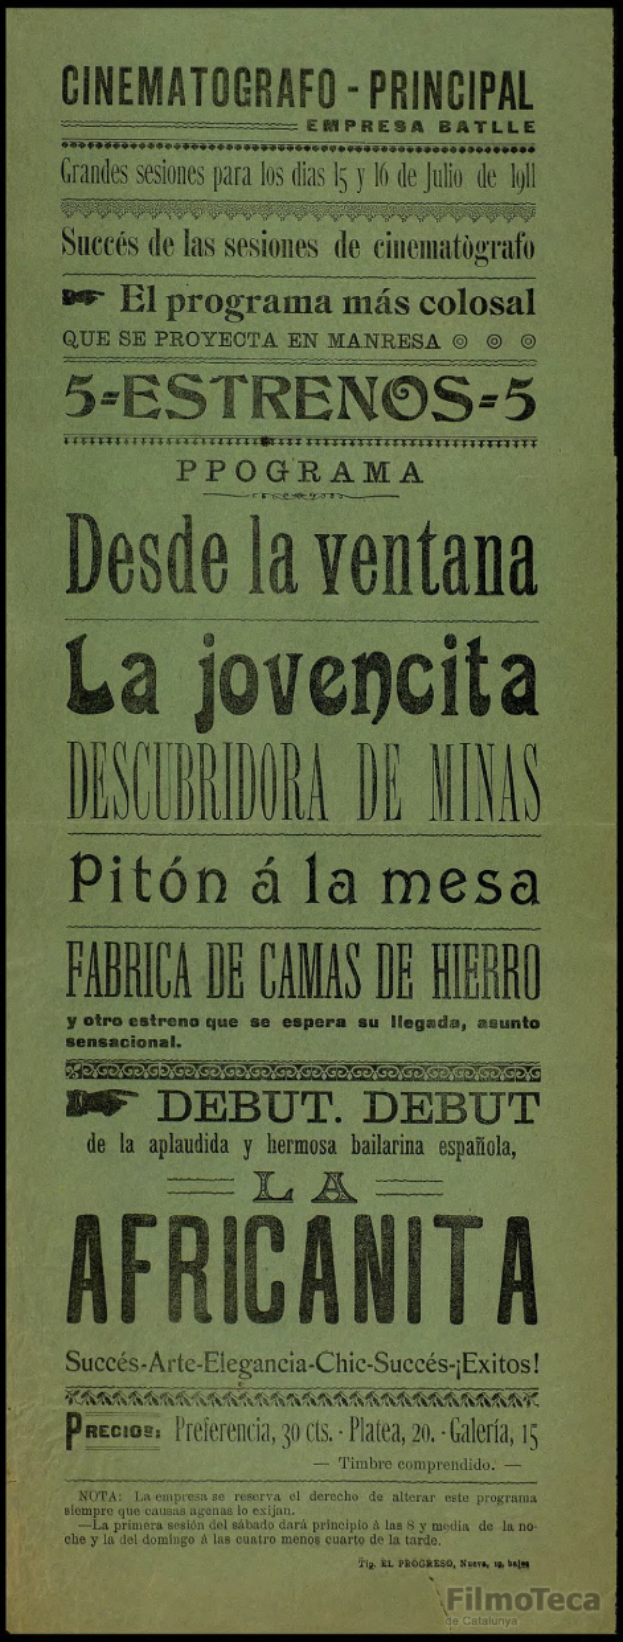 CINEMATOGRAFO - PRINCIPAL
EMPRESA BATLLE
Grandes sesiones para los dias 15 y 16 de Julio de 1911
Succés de las sesiones de cinematògrafo
El programa más colosal
QUE SE PROYECTA EN MANRESA
5=ESTRENOS=5
PPOGRAMA
Desde la ventana
La jovencita
DESCUBRIDORA DE MINAS
Pitón á la mesa
FABRICA DE CAMAS DE HIERRO
y otro estreno que se espera su llegada, asunto
sensacional.
DEBUT. DEBUT
de la aplaudida y hermosa bailarina española,
LA
AFRICANITA
Succés-Arte-Elegancia-Chic-Succés-¡Exitos!
PRECIOS: Preferencia, 30 cts. - Platea, 20. - Galería, 15
— Timbre comprendido. —
NOTA: La empresa se reserva el derecho de alterar este programa
siempre que causas agenas lo exijan.
—La primera sesión del sábado dará principio á las 8 y media de la no-
che y la del domingo á las cuatro menos cuarto de la tarde.
Tip. EL PROGRESO, Nueva, 19, bajos
FilmoTeca
de Catalunya